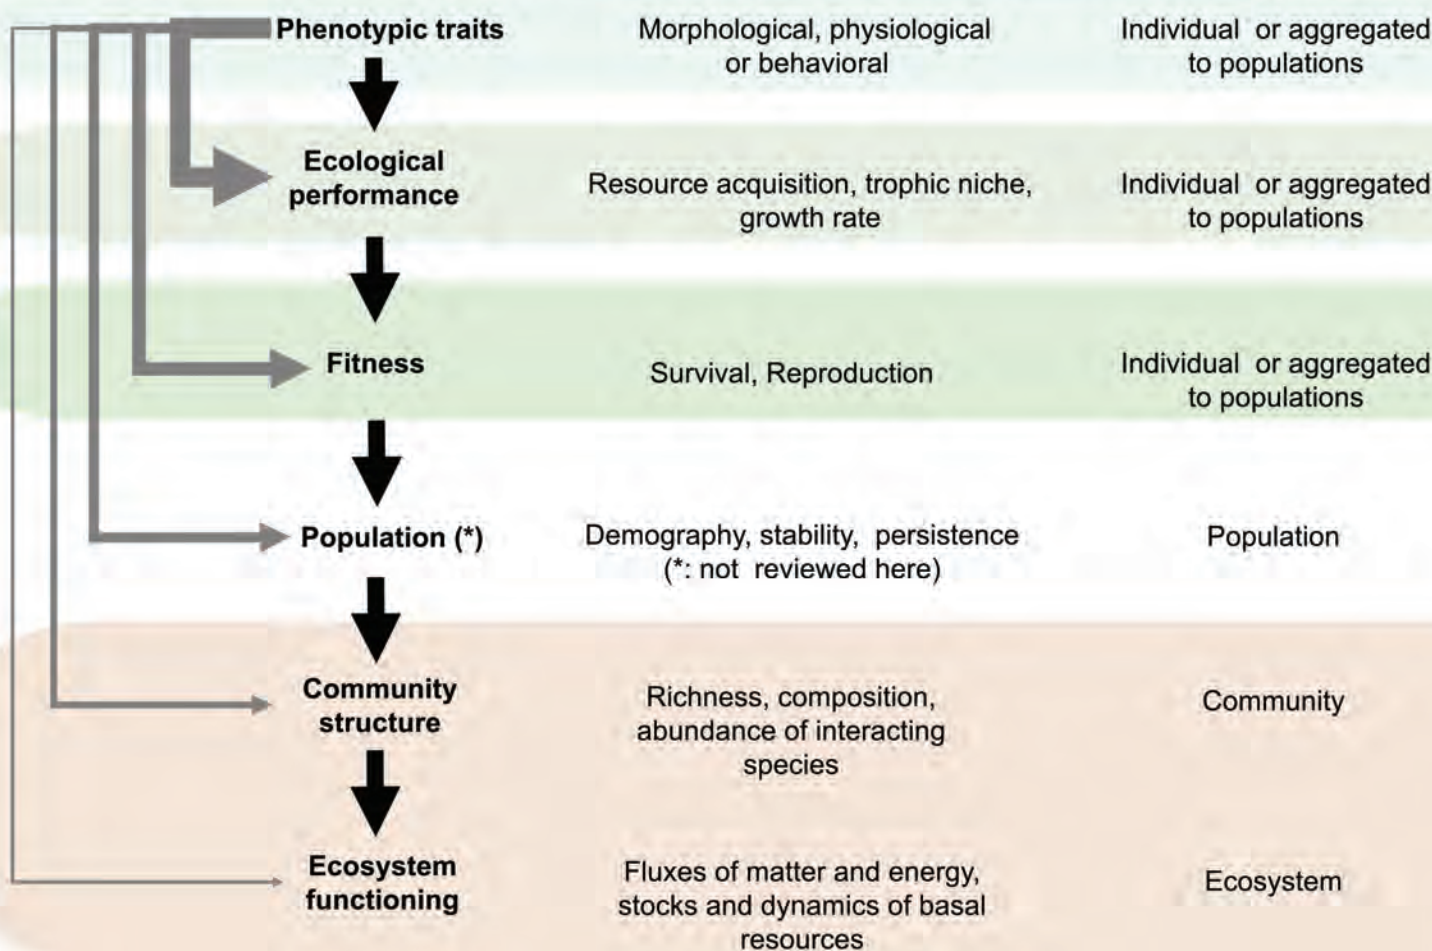 Phenotypic traits
Morphological, physiological
or behavioral
Individual or aggregated
to populations
Ecological
performance
Resource acquisition, trophic niche,
growth rate
Individual or aggregated
to populations
Fitness
Survival, Reproduction
Individual or aggregated
to populations
Population (*)
Demography, stability, persistence
(*: not reviewed here)
Population
Community
structure
Richness, composition,
abundance of interacting
species
Community
Ecosystem
functioning
Fluxes of matter and energy,
stocks and dynamics of basal
resources
Ecosystem